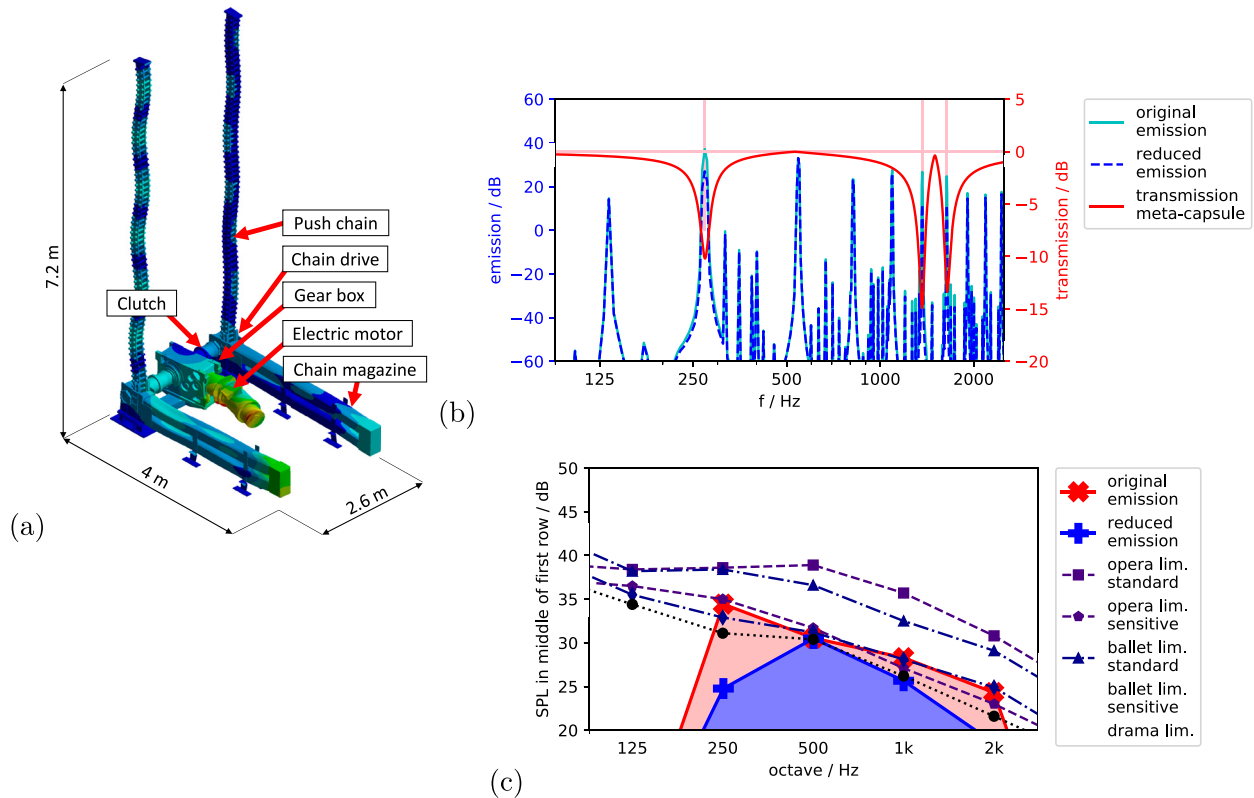 7.2 m
Push chain
Chain drive
Gear box
Clutch
Electric motor
Chain magazine
4 m
2.6 m
(a)
60
40
20
0
−20
−40
−60
emission / dB
5
0
−5
−10
−15
−20
transmission / dB
125
250
500
1000
2000
f / Hz
original
emission
reduced
emission
transmission
meta-capsule
(b)
50
45
40
35
30
25
20
SPL in middle of first row / dB
125
250
500
1k
2k
octave / Hz
original
emission
reduced
emission
opera lim.
standard
opera lim.
sensitive
ballet lim.
standard
ballet lim.
sensitive
drama lim.
(c)